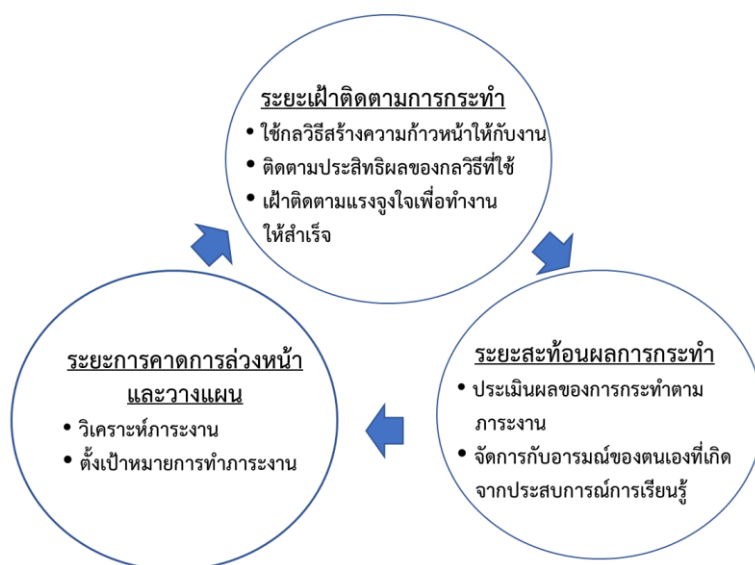 ระยะเฝ้าติดตามการกระทำ
• ใช้กลวิธีสร้างความก้าวหน้าให้กับงาน
• ติดตามประสิทธิผลของกลวิธีที่ใช้
• เฝ้าติดตามแรงจูงใจเพื่อทำงาน
ให้สำเร็จ
ระยะการคาดการล่วงหน้า
และวางแผน
• วิเคราะห์ภาระงาน
• ตั้งเป้าหมายการทำภาระงาน
ระยะสะท้อนผลการกระทำ
• ประเมินผลของการกระทำตาม
ภาระงาน
• จัดการกับอารมณ์ของตนเองที่เกิด
จากประสบการณ์การเรียนรู้